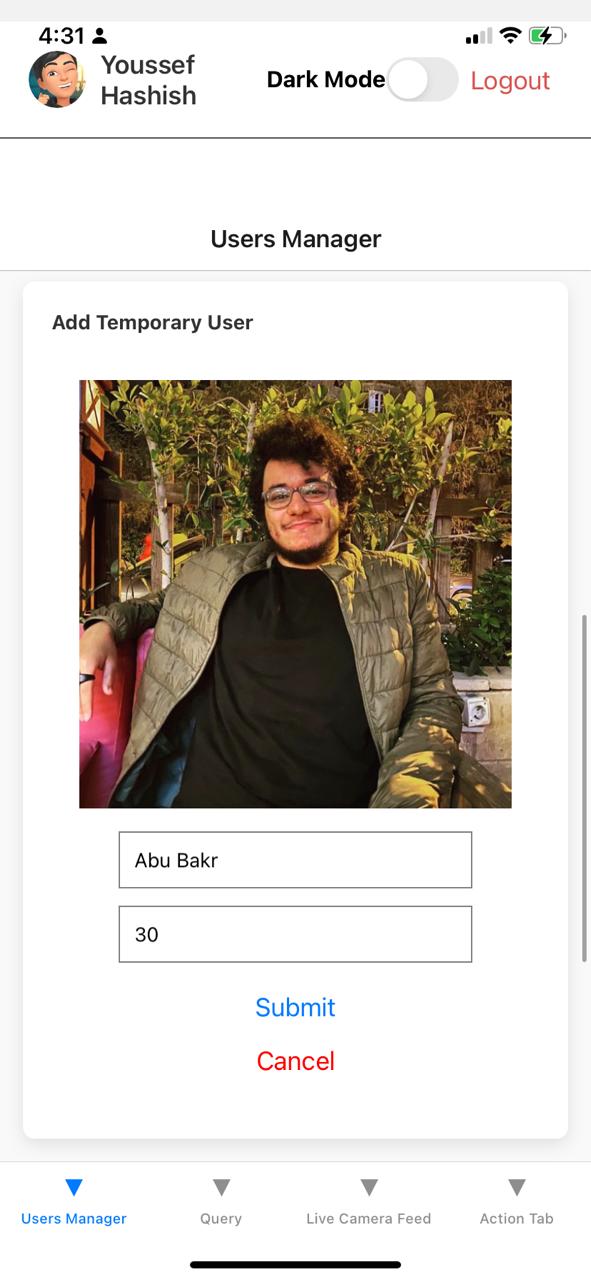 4:31
Youssef
Hashish
Dark Mode
Logout
Users Manager
Add Temporary User
Abu Bakr
30
Submit
Cancel
Users Manager
Query
Live Camera Feed
Action Tab